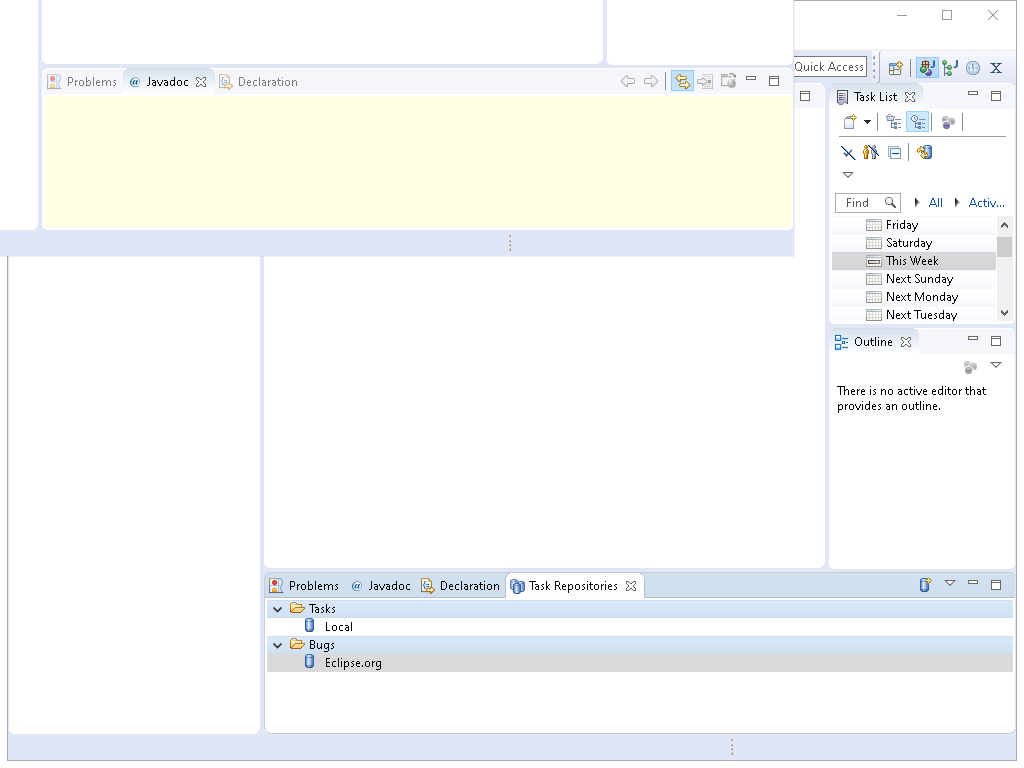 Problems @ Javadoc Declaration
Quick Access
Task List
Find All Activ...
Friday
Saturday
This Week
Next Sunday
Next Monday
Next Tuesday
Outline
There is no active editor that
provides an outline.
Problems @ Javadoc Declaration Task Repositories
Tasks
Local
Bugs
Eclipse.org